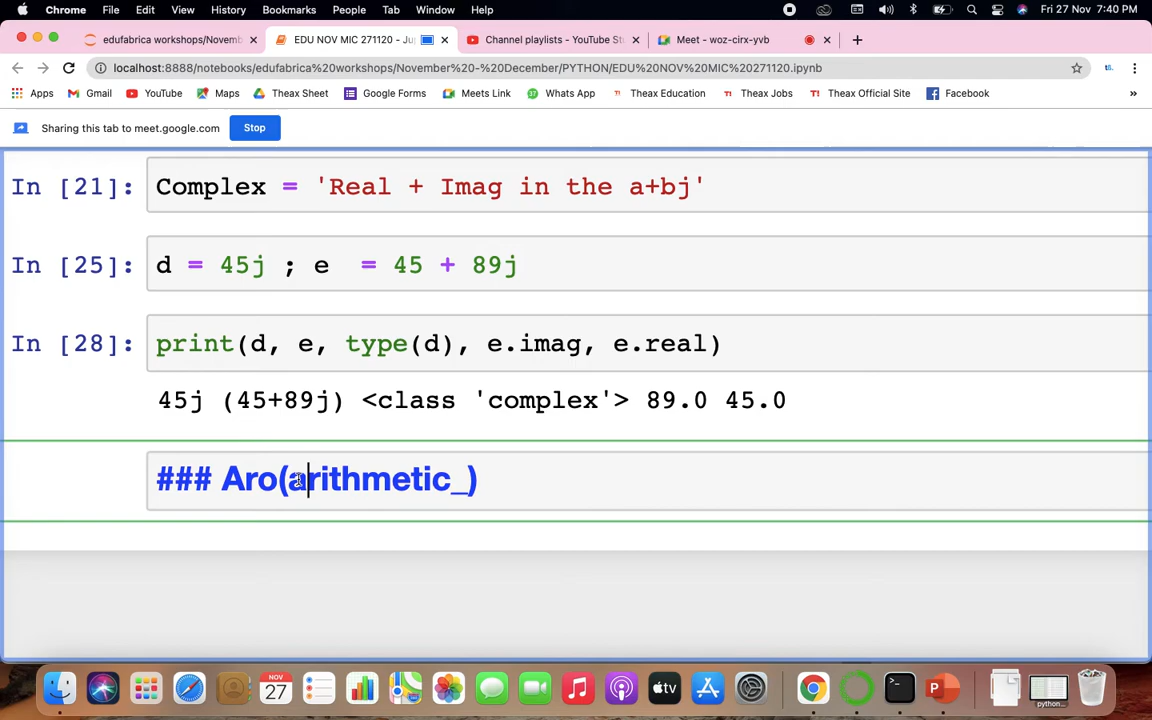 Chrome File Edit View History Bookmarks People Tab Window Help Fri 27 Nov 7:40 PM
edufabrica workshops/Novemb × EDU NOV MIC 271120 - Ju × Channel playlists - YouTube St × Meet - woz-cirx-yvb × +
localhost:8888/notebooks/edufabrica%20workshops/November%20-%20December/PYTHON/EDU%20NOV%20MIC%20271120.ipynb
Apps Gmail YouTube Maps Theax Sheet Google Forms Meetings Link Whats App Theax Education Theax Jobs Theax Official Site Facebook »
Sharing this tab to meet.google.com Stop
In [21]: Complex = 'Real + Imag in the a+bj'
In [25]: d = 45j ; e = 45 + 89j
In [28]: print(d, e, type(d), e.imag, e.real)
45j (45+89j) <class 'complex'> 89.0 45.0
### Aro(arithmetic_)
NOV
27
tv
python...